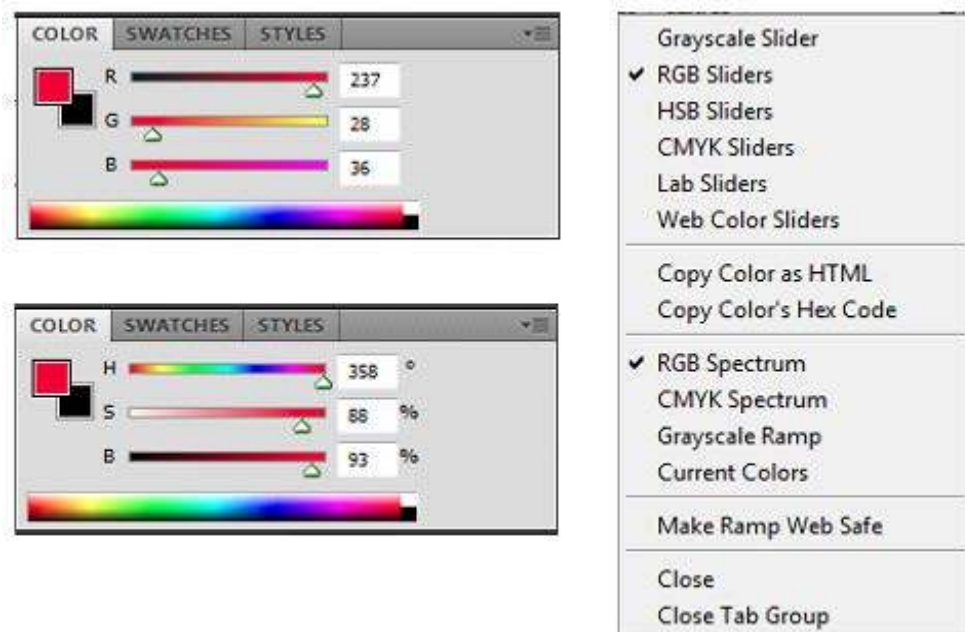 COLOR SWATCHES STYLES
R 237
G 28
B 36
COLOR SWATCHES STYLES
H 358 °
S 88 %
B 93 %
Grayscale Slider
✔ RGB Sliders
HSB Sliders
CMYK Sliders
Lab Sliders
Web Color Sliders
Copy Color as HTML
Copy Color's Hex Code
✔ RGB Spectrum
CMYK Spectrum
Grayscale Ramp
Current Colors
Make Ramp Web Safe
Close
Close Tab Group